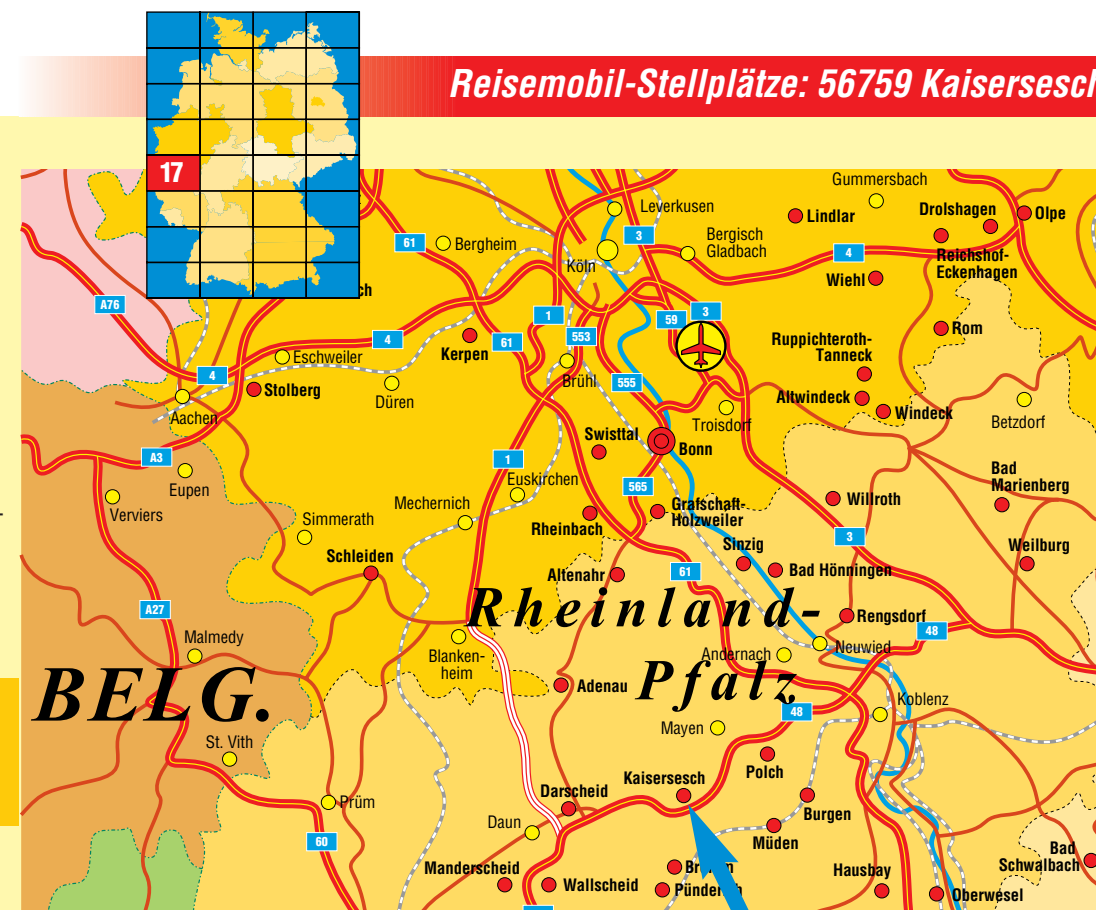 Reisemobil-Stellplätze: 56759 Kaisersesch
17
Gummersbach
Leverkusen
Lindlar
Drolshagen
Olpe
61
Bergheim
3
Bergisch
Gladbach
4
Reichshof-
Eckenhagen
Köln
Wiehl
ch
A76
1
59
3
Rom
4
Kerpen
61
553
Ruppichteroth-
Tanneck
Eschweiler
4
Stolberg
Düren
Brühl
555
Altwindeck
Windeck
Aachen
Troisdorf
Betzdorf
Swisttal
Bonn
A3
1
Eupen
Euskirchen
565
Bad
Marienberg
Verviers
Mechernich
Grafschaft-
Holzweiler
Willroth
Simmerath
Rheinbach
3
Schleiden
Sinzig
Weilburg
Altenahr
61
Bad Hönningen
A27
Rheinland-
Pfalz
Rengsdorf
48
Malmedy
Blanken-
heim
Andernach
Neuwied
BELG.
Adenau
Koblenz
48
St. Vith
Mayen
Polch
Kaisersesch
Prüm
Darscheid
Burgen
Daun
60
Müden
Manderscheid
Wallscheid
Hausbay
Bad
Schwalbach
Oberwesel